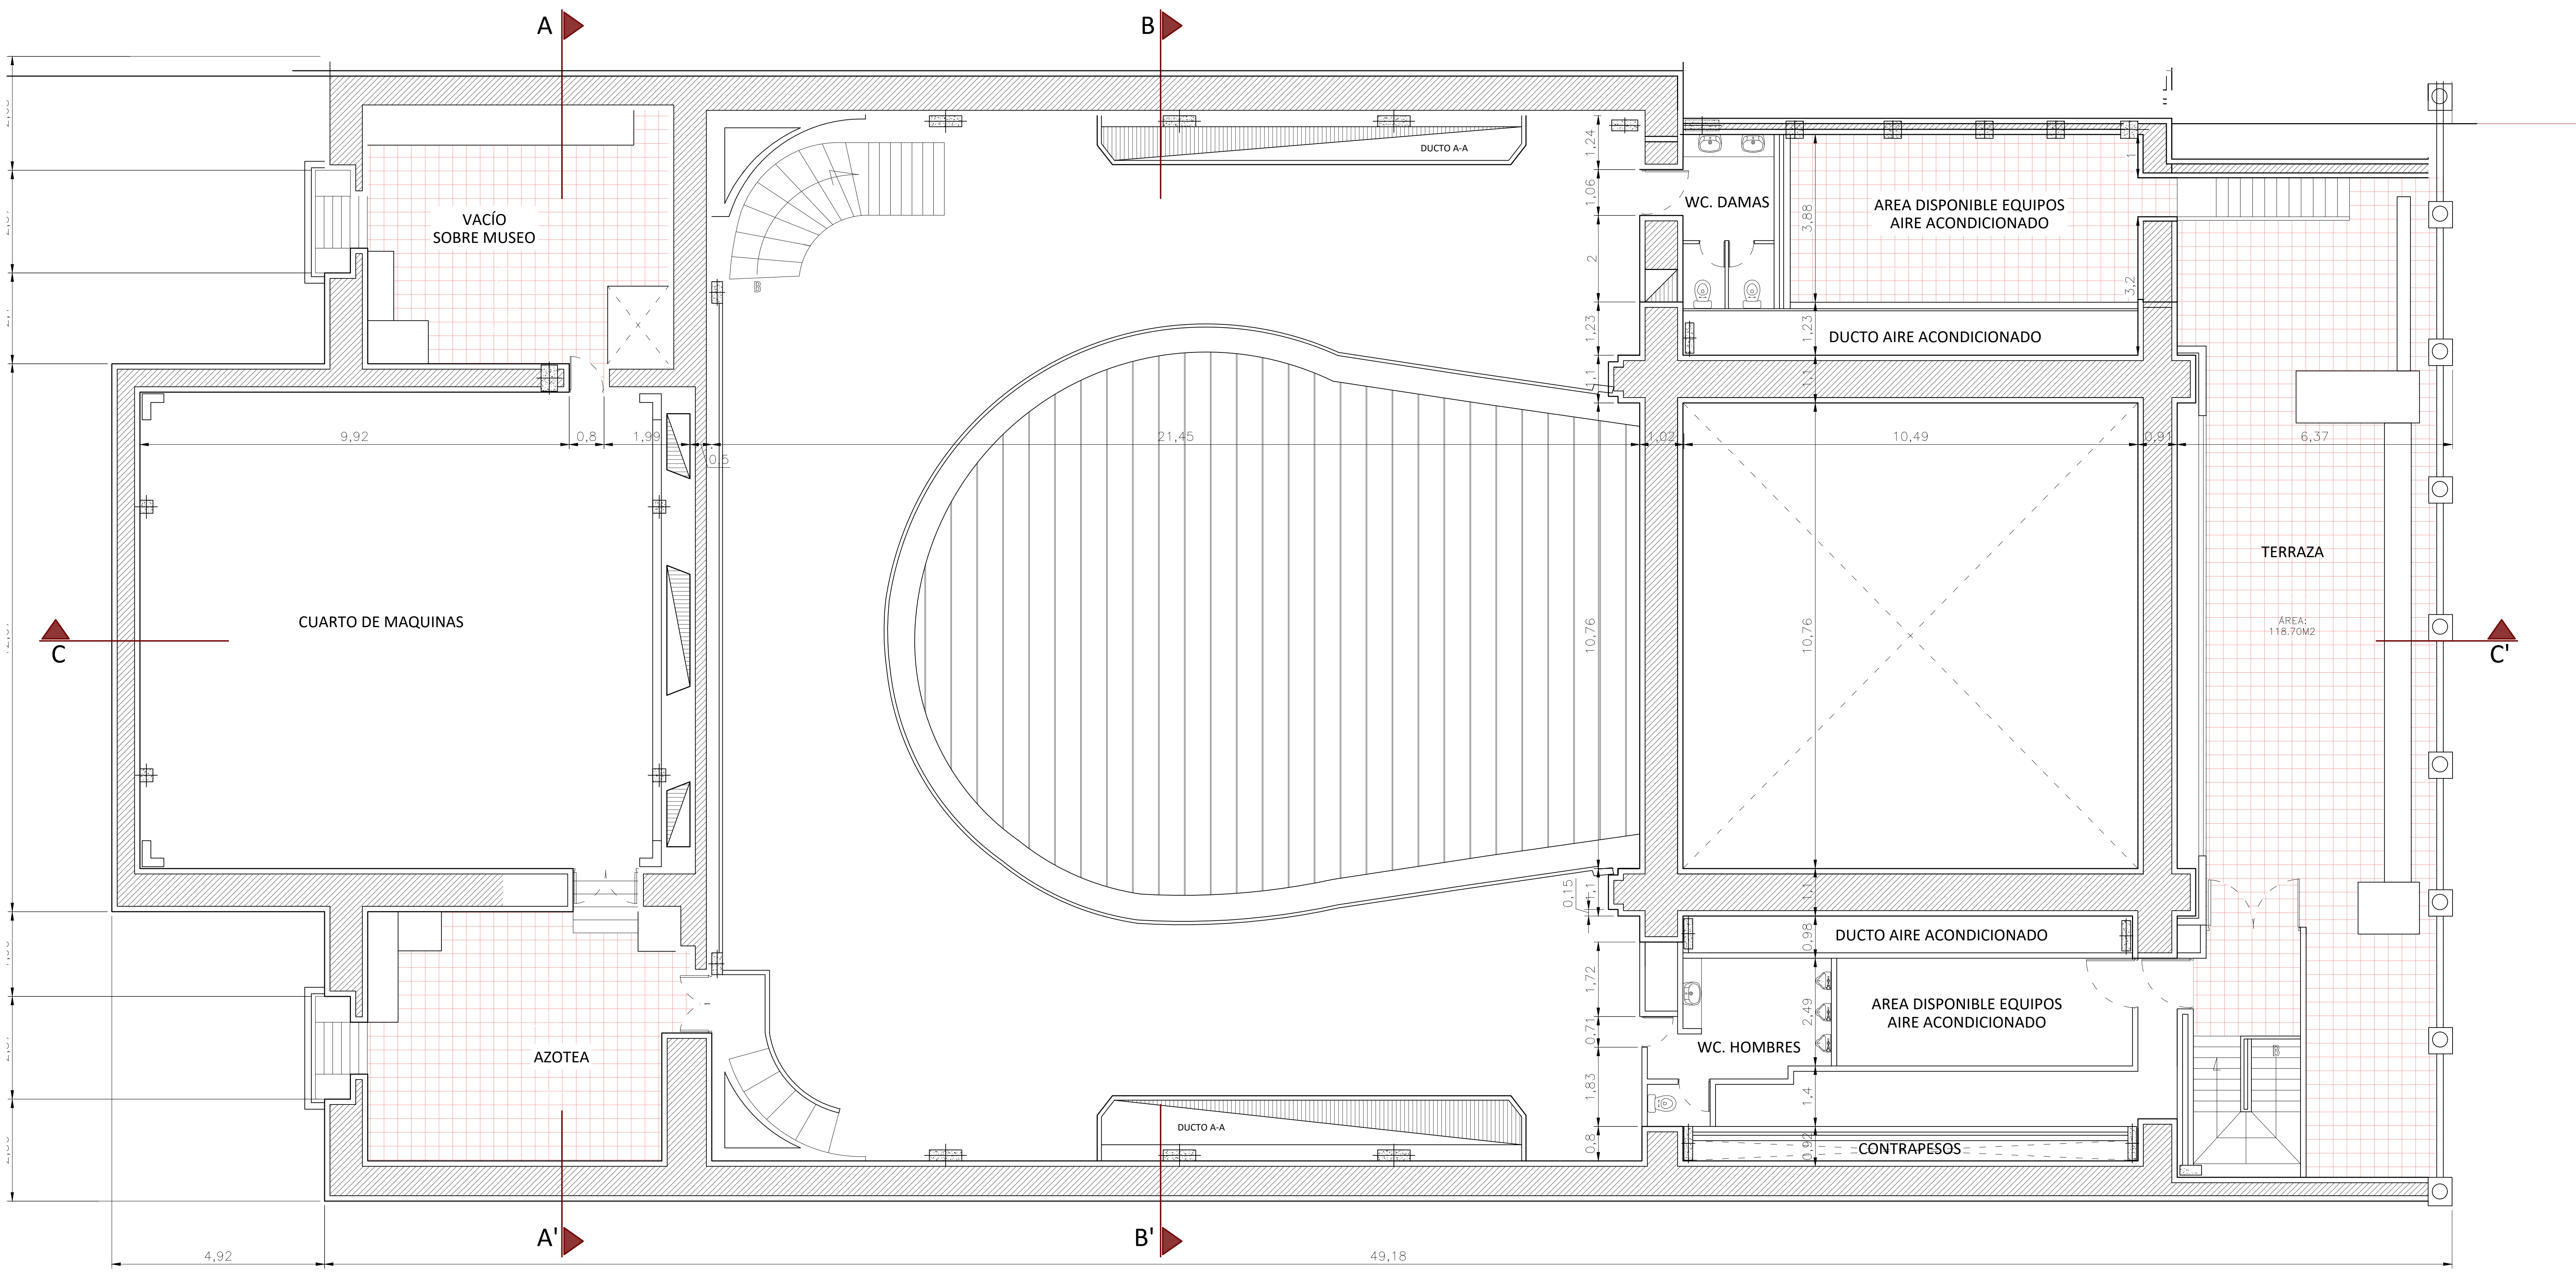 A
B
DUCTO A-A
1,24
1,06
2
1,23
1,1
WC. DAMAS
AREA DISPONIBLE EQUIPOS
AIRE ACONDICIONADO
3,88
1
3,2
VACÍO
SOBRE MUSEO
B
DUCTO AIRE ACONDICIONADO
1,23
1,1
9,92
0,8
1,99
0,5
21,45
1,02
10,49
0,91
6,37
CUARTO DE MAQUINAS
10,76
10,76
TERRAZA
ÁREA:
118.70M2
C
C'
0,15
1,1
1,1
DUCTO AIRE ACONDICIONADO
0,98
1,72
0,71
1,83
0,8
AREA DISPONIBLE EQUIPOS
AIRE ACONDICIONADO
2,49
WC. HOMBRES
AZOTEA
B
1,4
DUCTO A-A
CONTRAPESOS
0,92
A'
B'
4,92
49,18